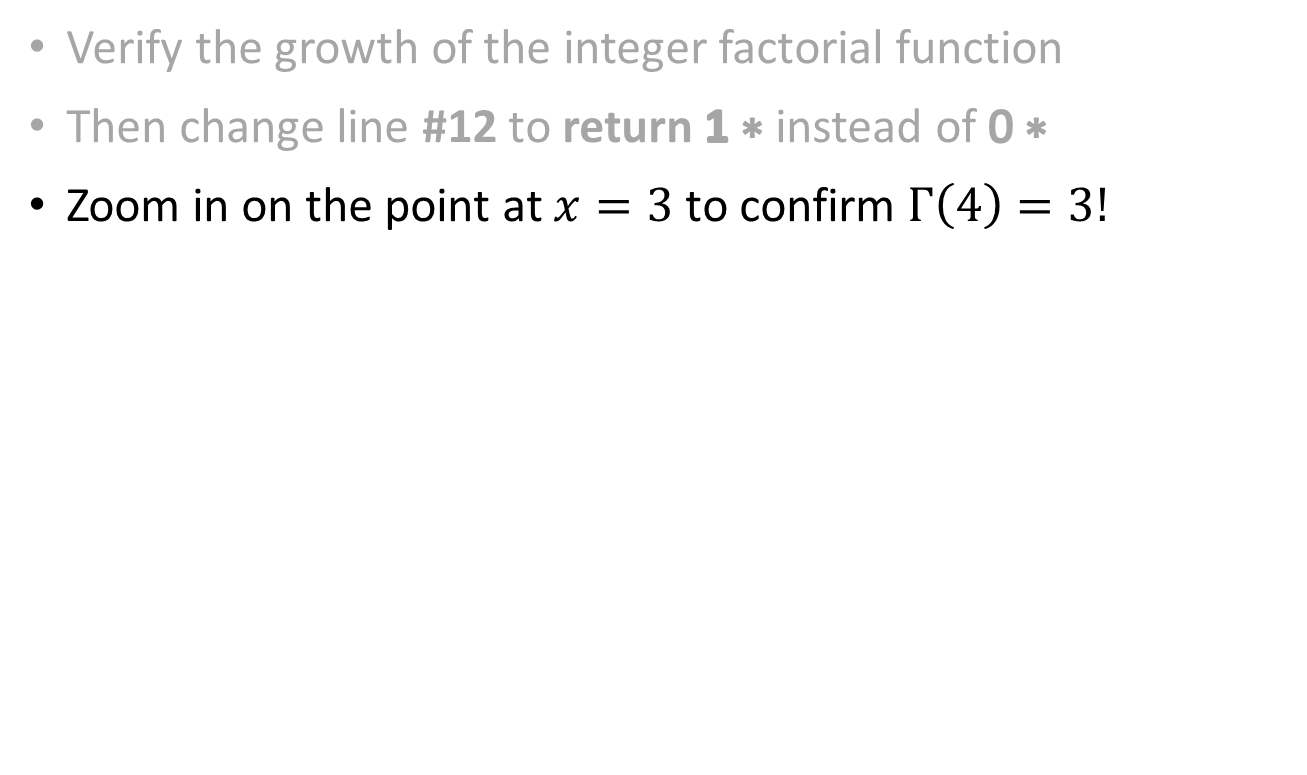 • Verify the growth of the integer factorial function
• Then change line #12 to return 1 * instead of 0 *
• Zoom in on the point at 𝑥 = 3 to confirm Γ(4) = 3!